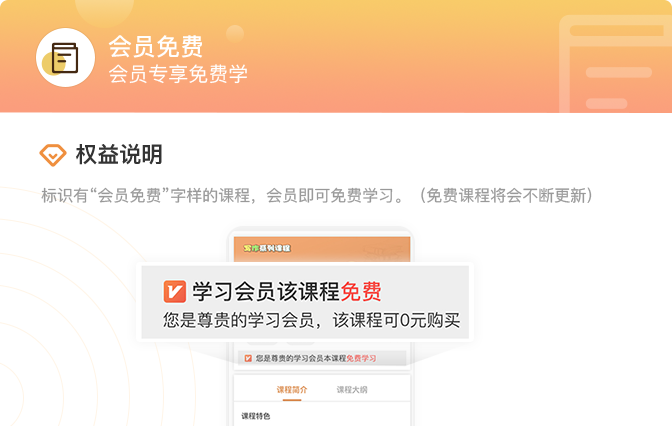 会员免费
会员专享免费学
权益说明
标识有“会员免费”字样的课程，会员即可免费学习。（免费课程将会不断更新）
写作系列课程
学习会员该课程免费
您是尊贵的学习会员，该课程可0元购买
您是尊贵的学习会员本课程免费学习
课程简介 课程大纲
课程特色